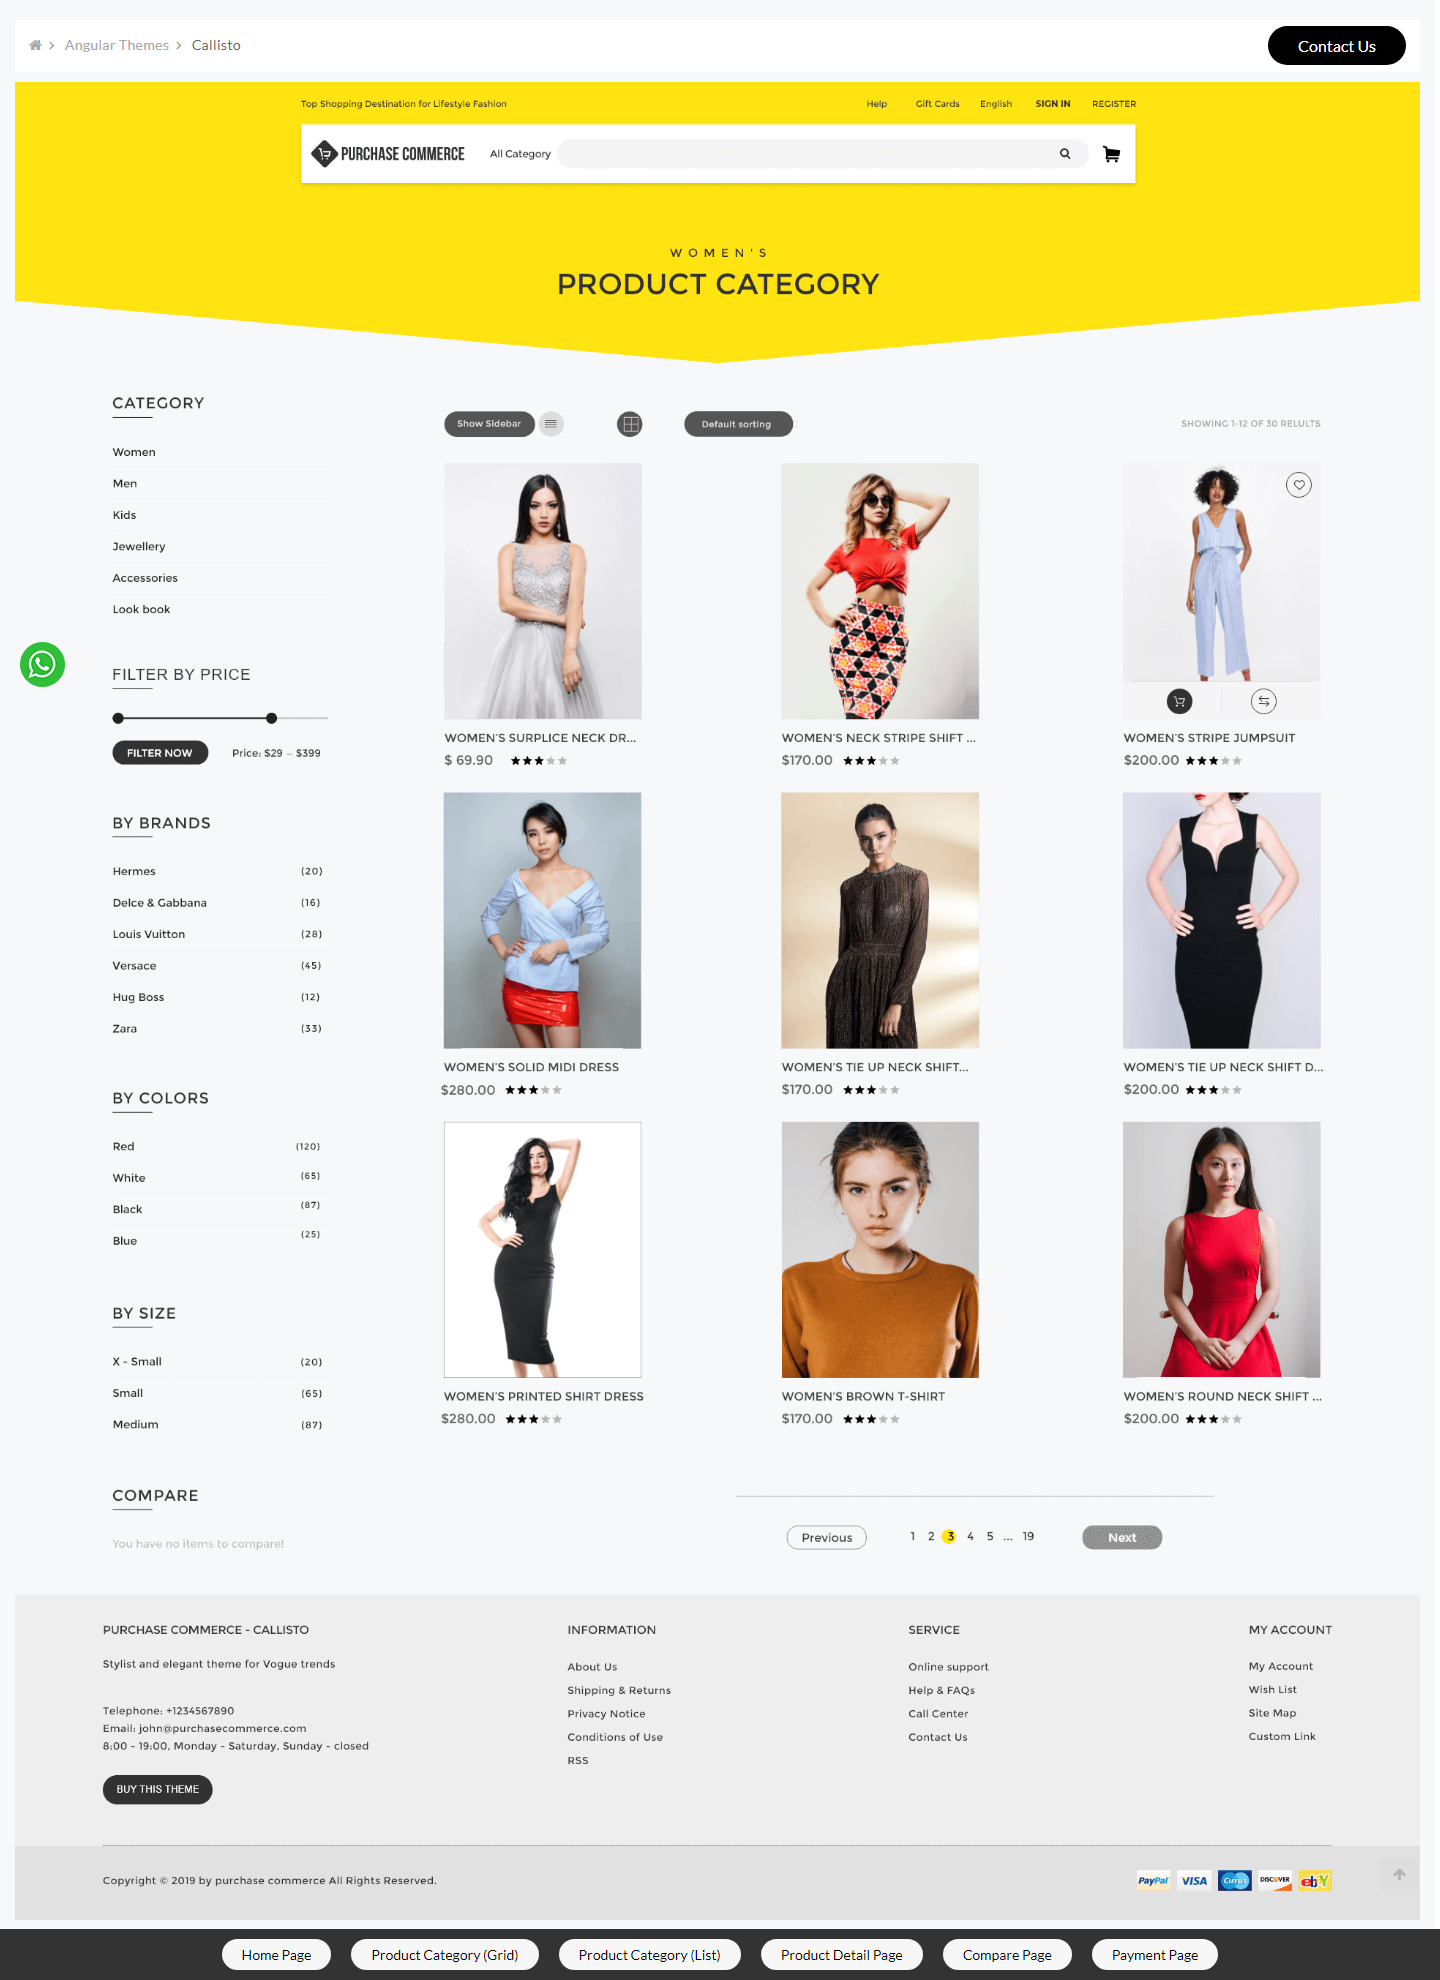 Angular Themes
Callisto
Contact Us
Top Shopping Destination for Lifestyle Fashion
Help
Gift Cards
English
SIGN IN
REGISTER
PURCHASE COMMERCE
All Category
WOMEN'S
PRODUCT CATEGORY
CATEGORY
Women
Men
Kids
Jewellery
Accessories
Look book
FILTER BY PRICE
FILTER NOW
Price: $29 – $399
BY BRANDS
Hermes (20)
Delce & Gabbana (16)
Louis Vuitton (28)
Versace (45)
Hug Boss (12)
Zara (33)
BY COLORS
Red (120)
White (65)
Black (87)
Blue (25)
BY SIZE
X - Small (20)
Small (65)
Medium (87)
COMPARE
You have no items to compare!
Show Sidebar
Default sorting
SHOWING 1-12 OF 30 RELULTS
WOMEN'S SURPLICE NECK DR...
$ 69.90
WOMEN'S NECK STRIPE SHIFT ...
$170.00
WOMEN'S STRIPE JUMPSUIT
$200.00
WOMEN'S SOLID MIDI DRESS
$280.00
WOMEN'S TIE UP NECK SHIFT...
$170.00
WOMEN'S TIE UP NECK SHIFT D...
$200.00
WOMEN'S PRINTED SHIRT DRESS
$280.00
WOMEN'S BROWN T-SHIRT
$170.00
WOMEN'S ROUND NECK SHIFT ...
$200.00
Previous
1 2 3 4 5 ... 19
Next
PURCHASE COMMERCE - CALLISTO
Stylist and elegant theme for Vogue trends
Telephone: +1234567890
Email: john@purchasecommerce.com
8:00 - 19:00, Monday - Saturday, Sunday - closed
BUY THIS THEME
INFORMATION
About Us
Shipping & Returns
Privacy Notice
Conditions of Use
RSS
SERVICE
Online support
Help & FAQs
Call Center
Contact Us
MY ACCOUNT
My Account
Wish List
Site Map
Custom Link
Copyright © 2019 by purchase commerce All Rights Reserved.
PayPal
VISA
Cirrus
DISCOVER
ebY
Home Page
Product Category (Grid)
Product Category (List)
Product Detail Page
Compare Page
Payment Page